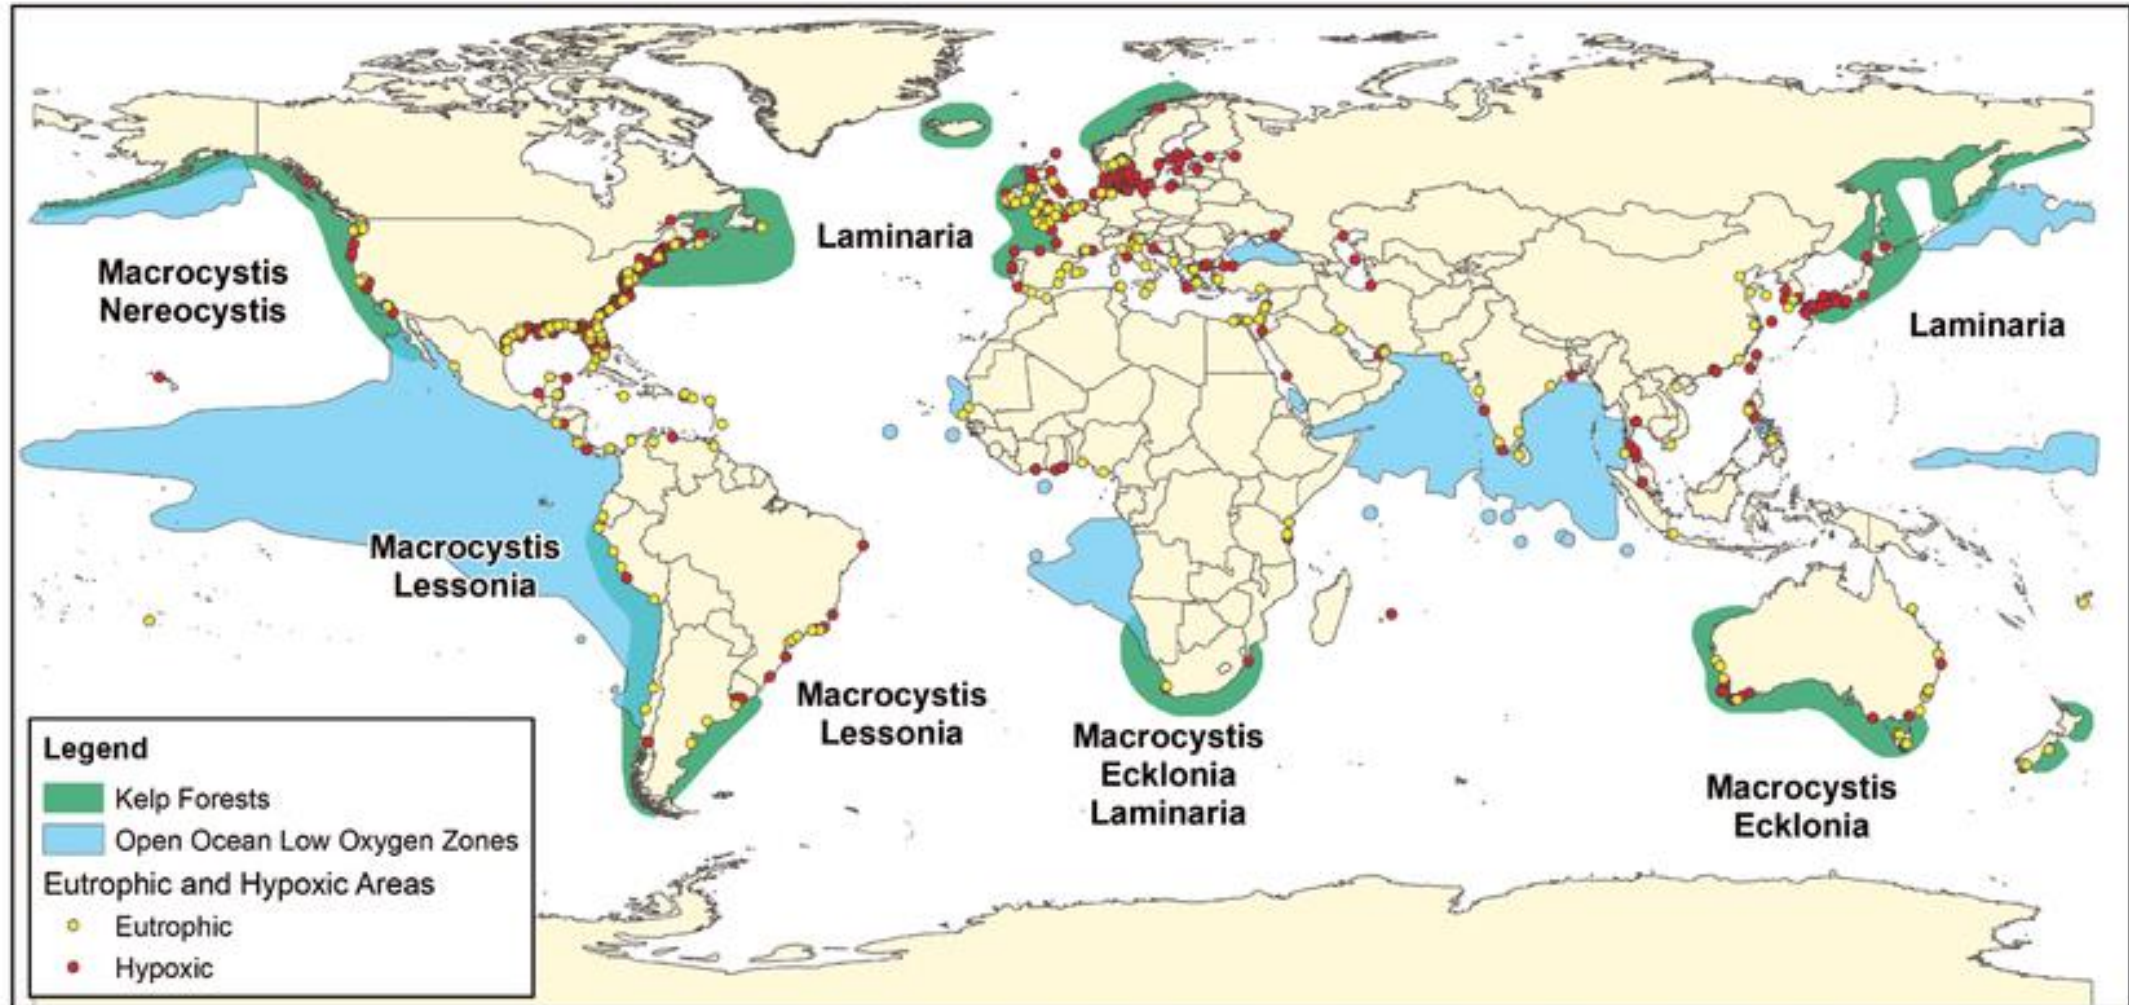 Laminaria
Macrocystis
Nereocystis
Laminaria
Macrocystis
Lessonia
Macrocystis
Lessonia
Macrocystis
Ecklonia
Laminaria
Macrocystis
Ecklonia
Legend
Kelp Forests
Open Ocean Low Oxygen Zones
Eutrophic and Hypoxic Areas
Eutrophic
Hypoxic